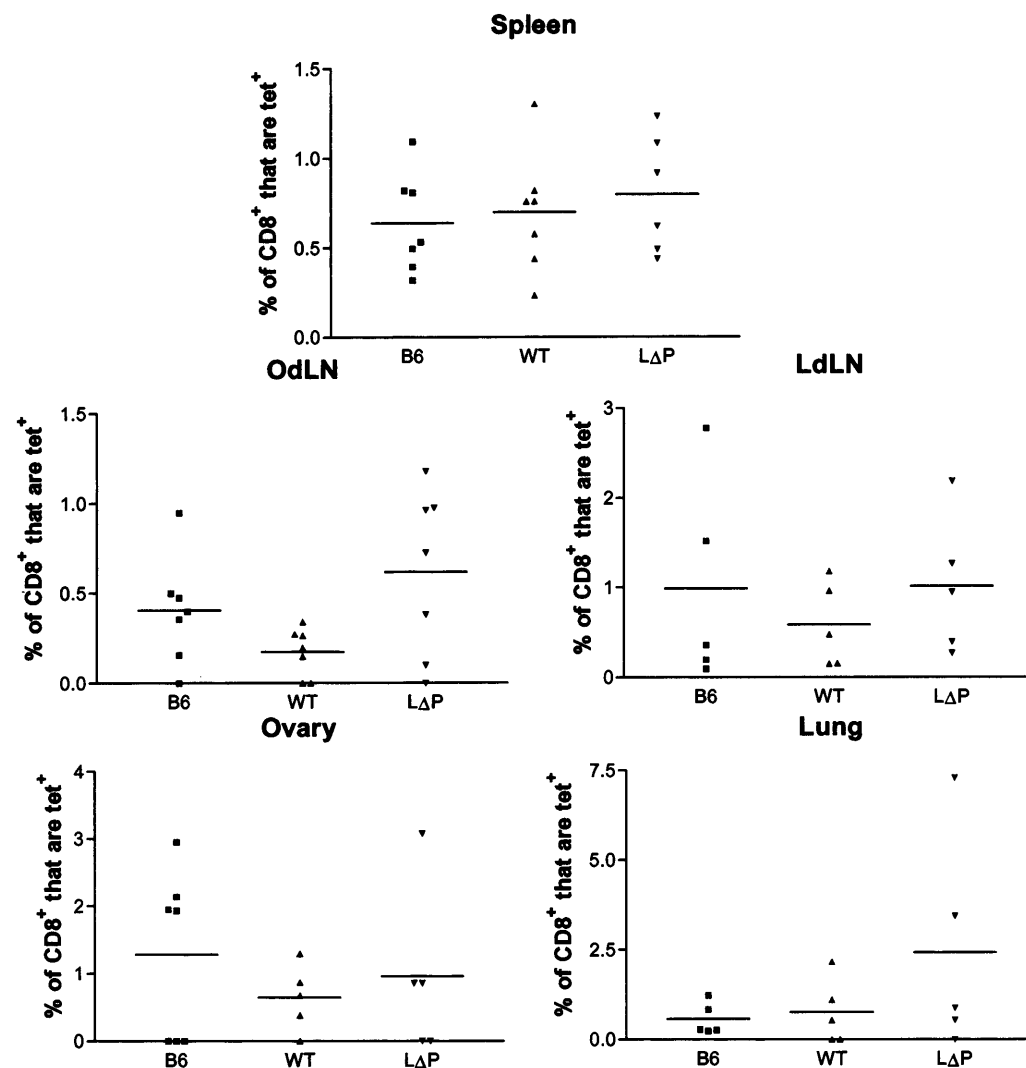 Spleen
% of CD8⁺ that are tet⁺
1.5
1.0
0.5
0.0
B6 WT LΔP
OdLN
% of CD8⁺ that are tet⁺
1.5
1.0
0.5
0.0
B6 WT LΔP
LdLN
% of CD8⁺ that are tet⁺
3
2
1
0
B6 WT LΔP
Ovary
% of CD8⁺ that are tet⁺
4
3
2
1
0
B6 WT LΔP
Lung
% of CD8⁺ that are tet⁺
7.5
5.0
2.5
0.0
B6 WT LΔP